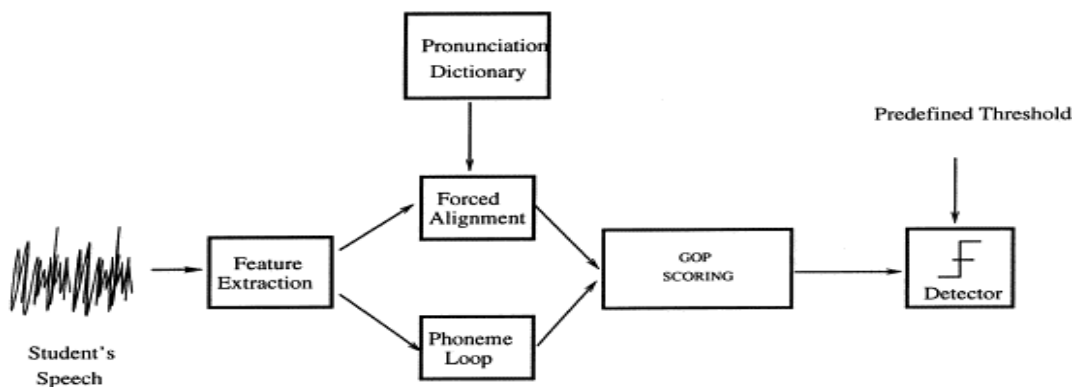 Pronunciation
Dictionary
Predefined Threshold
Forced
Alignment
Feature
Extraction
GOP
SCORING
Detector
Phoneme
Loop
Student's
Speech